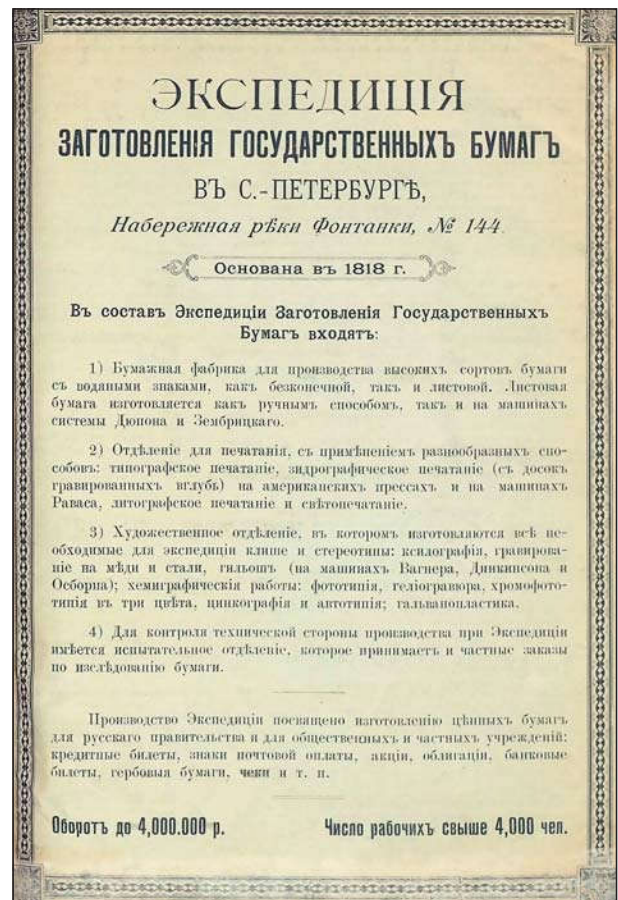 ЭКСПЕДИЦІЯ
ЗАГОТОВЛЕНІЯ ГОСУДАРСТВЕННЫХЪ БУМАГЪ
ВЪ С.-ПЕТЕРБУРГѢ,
Набережная рѣки Фонтанки, № 144.
Основана въ 1818 г.
Въ составъ Экспедиціи Заготовленія Государственныхъ
Бумагъ входятъ:
1) Бумажная фабрика для производства высокихъ сортовъ бумаги
съ водяными знаками, какъ безконечной, такъ и листовой. Листовая
бумага изготовляется какъ ручнымъ способомъ, такъ и на машинахъ
системы Дюпона и Зембрицкаго.
2) Отдѣленіе для печатанія, съ примѣненіемъ разнообразныхъ спо-
собовъ: типографское печатаніе, эидрографическое печатаніе (съ досокъ
гравированныхъ вглубь) на американскихъ прессахъ и на машинахъ
Раваса, литографское печатаніе и свѣтопечатаніе.
3) Художественное отдѣленіе, въ которомъ изготовляются всѣ не-
обходимые для экспедиціи клише и стереотипы: ксилографія, гравирова-
ніе на мѣди и стали, гильошъ (на машинахъ Вагнера, Динкинсона и
Осборна); хемиграфическія работы: фототипія, геліогравюра, хромофото-
типія въ три цвѣта, цинкографія и автотипія; гальванопластика.
4) Для контроля технической стороны производства при Экспедиціи
имѣется испытательное отдѣленіе, которое принимаетъ и частные заказы
по изслѣдованію бумаги.
Производство Экспедиціи посвящено изготовленію цѣнныхъ бумагъ
для русскаго правительства и для общественныхъ и частныхъ учрежденій:
кредитные билеты, знаки почтовой оплаты, акціи, облигаціи, банковые
билеты, гербовыя бумаги, чеки и т. п.
Оборотъ до 4,000.000 р. Число рабочихъ свыше 4,000 чел.